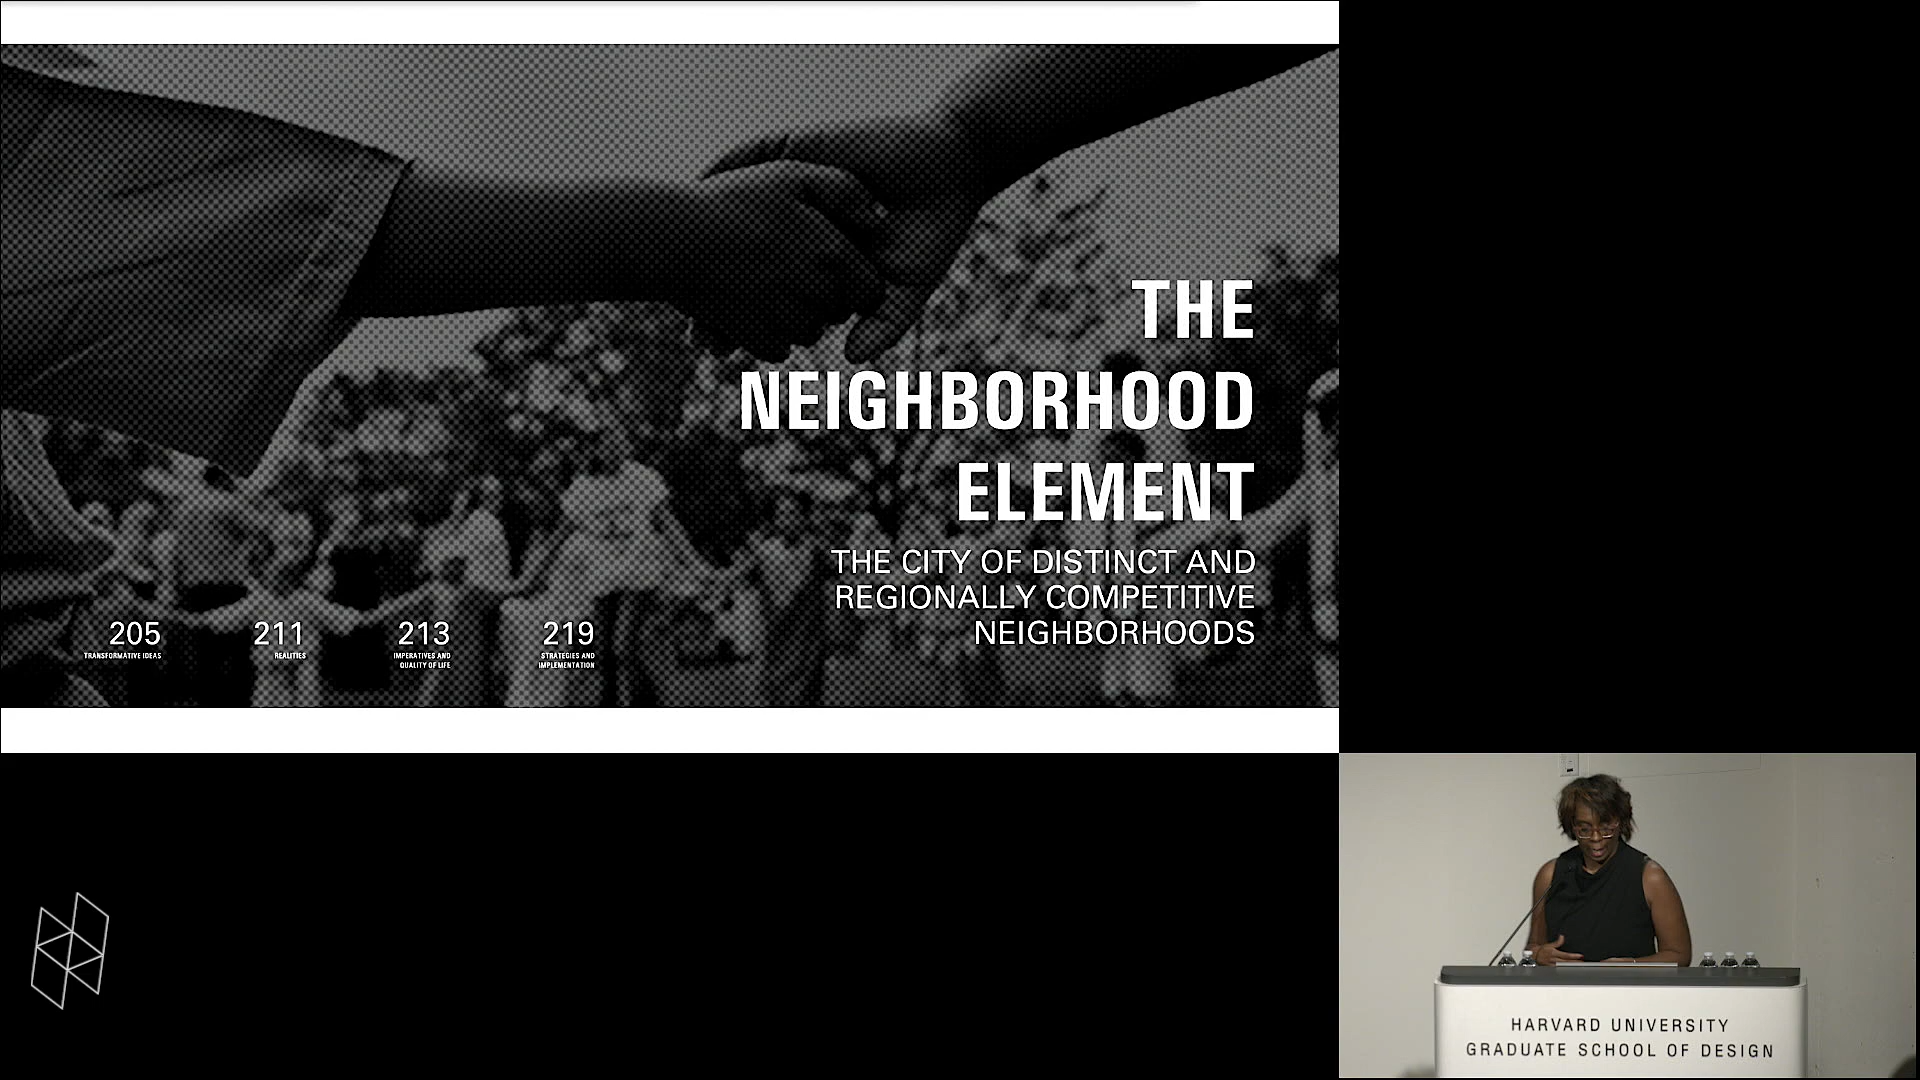 THE
NEIGHBORHOOD
ELEMENT
THE CITY OF DISTINCT AND
REGIONALLY COMPETITIVE
NEIGHBORHOODS
205
TRANSFORMATIVE IDEAS
211
REALITIES
213
IMPERATIVES AND
QUALITY OF LIFE
219
STRATEGIES AND
IMPLEMENTATION
HARVARD UNIVERSITY
GRADUATE SCHOOL OF DESIGN